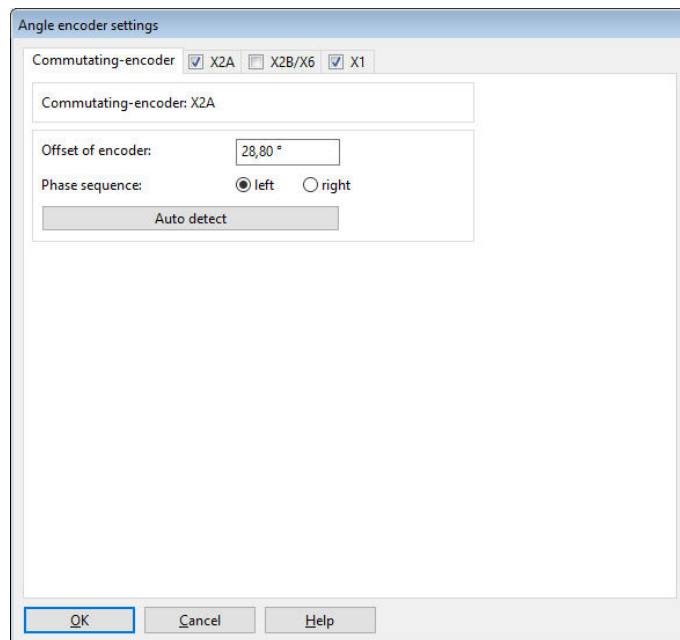 Angle encoder settings
Commutating-encoder X2A X2B/X6 X1
Commutating-encoder: X2A
Offset of encoder: 28,80 °
Phase sequence: left right
Auto detect
OK Cancel Help